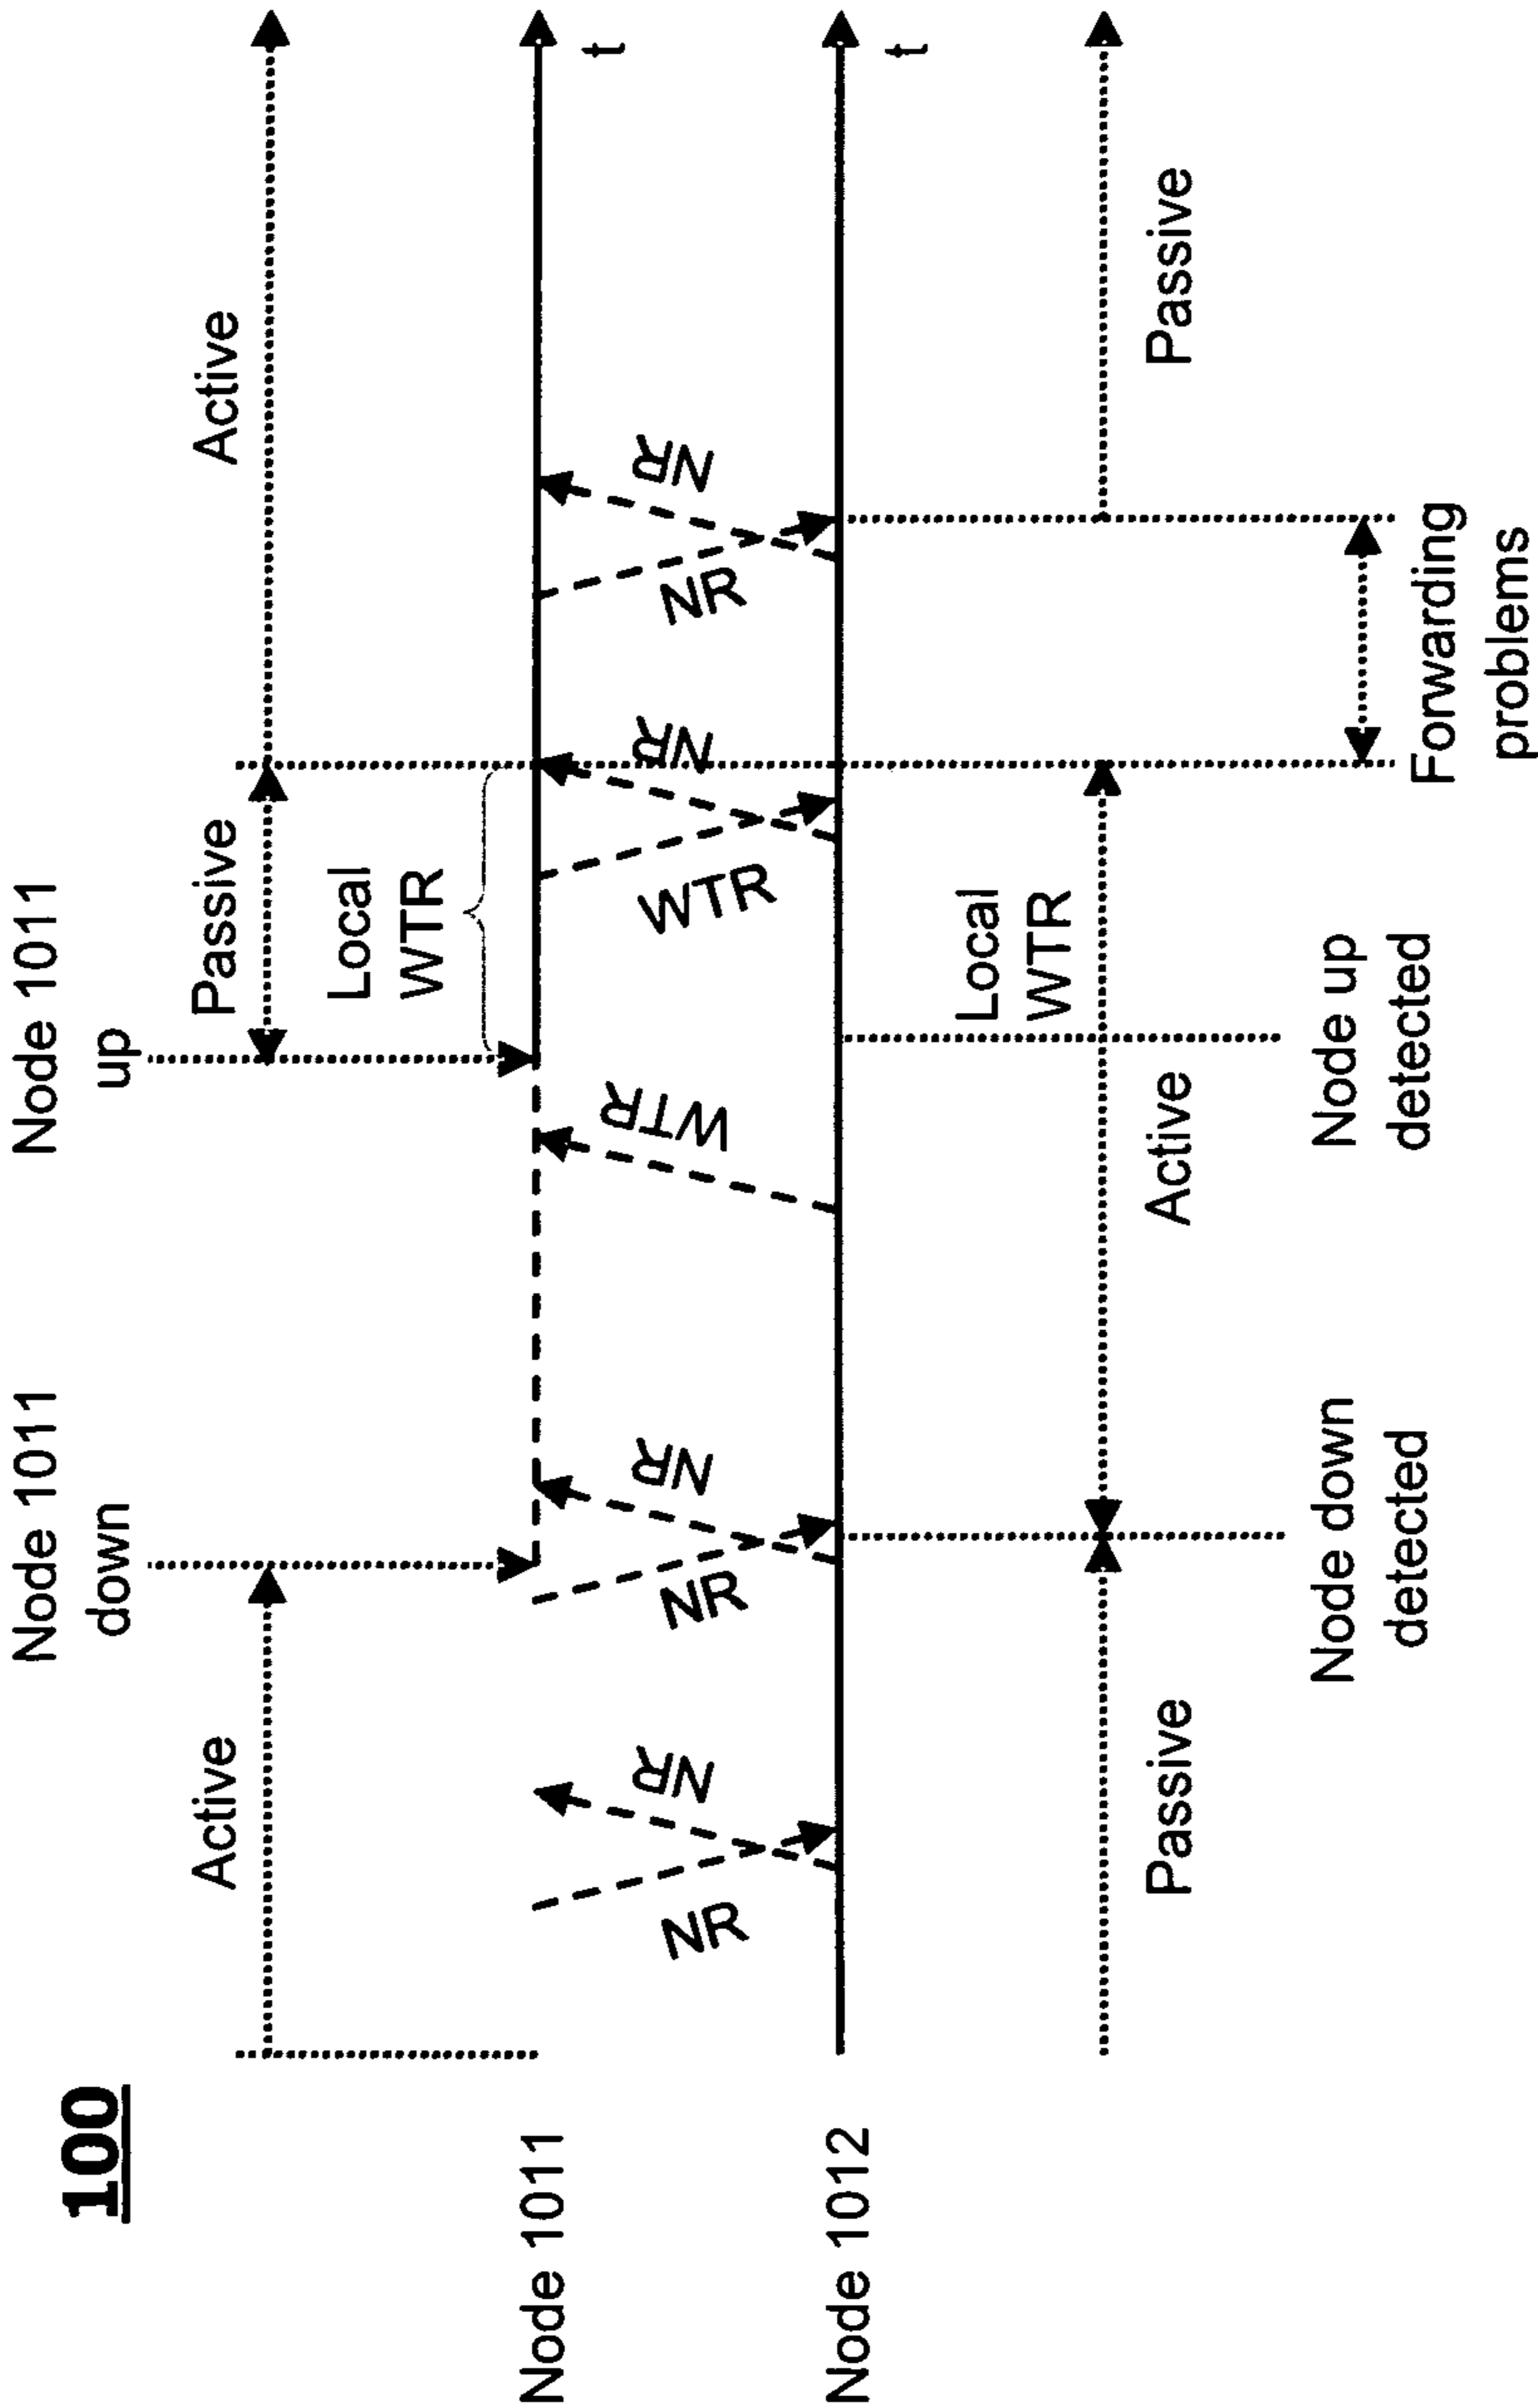 100
Node 1011
down
Node 1011
up
Active
Passive
Active
Local
WTR
Node 1011
t
NR
NR
NR
NR
WTR
WTR
NR
NR
NR
Node 1012
t
Local
WTR
Passive
Active
Passive
Node down
detected
Node up
detected
Forwarding
problems